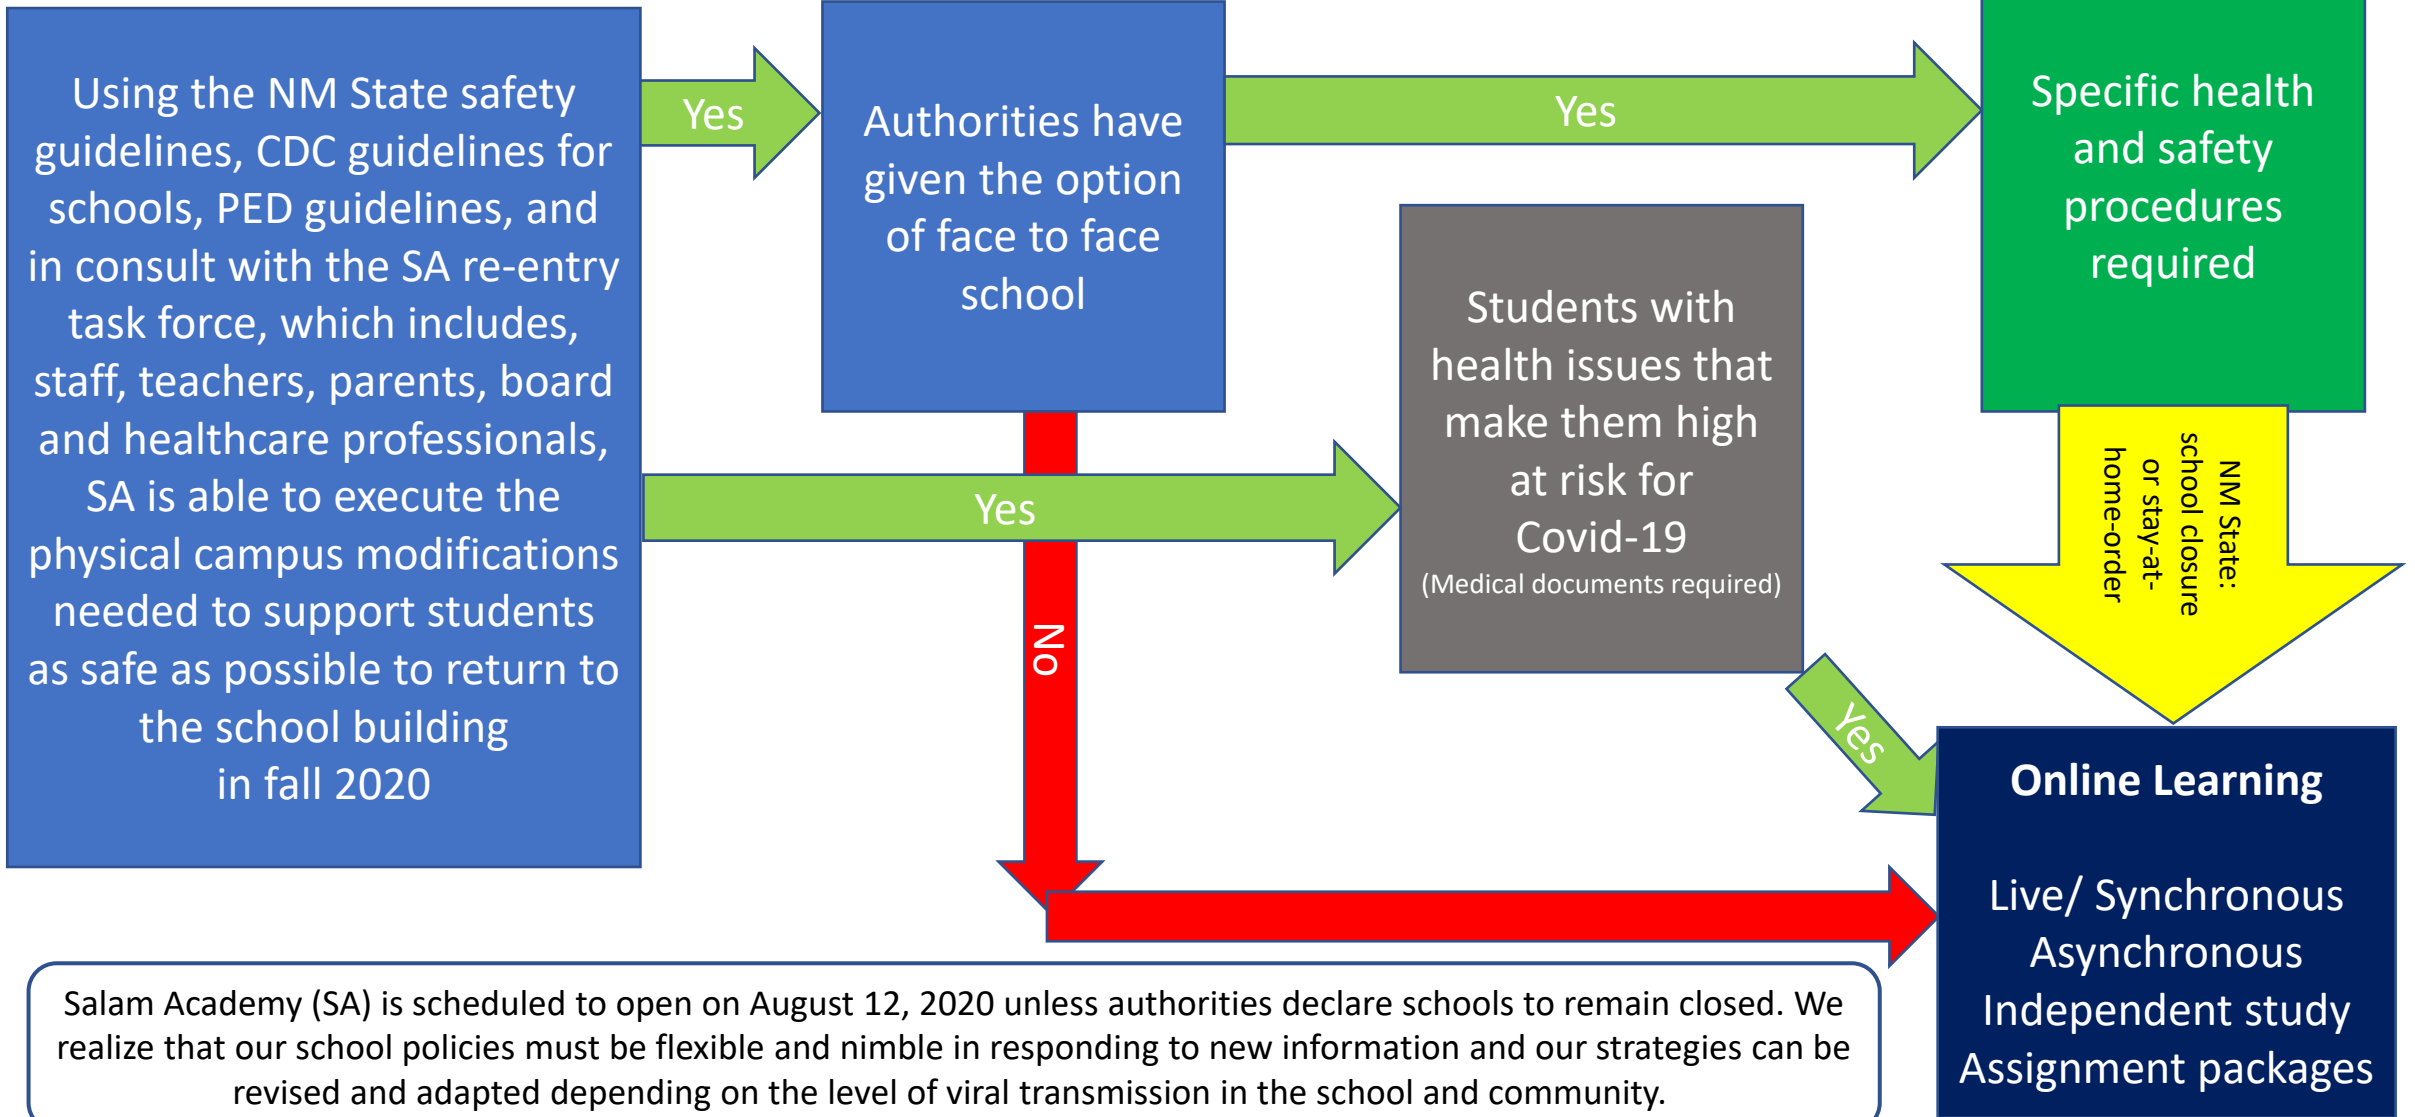 Using the NM State safety
guidelines, CDC guidelines for
schools, PED guidelines, and
in consult with the SA re-entry
task force, which includes,
staff, teachers, parents, board
and healthcare professionals,
SA is able to execute the
physical campus modifications
needed to support students
as safe as possible to return to
the school building
in fall 2020
Yes
Authorities have
given the option
of face to face
school
Yes
Specific health
and safety
procedures
required
Yes
Students with
health issues that
make them high
at risk for
Covid-19
(Medical documents required)
No
NM State:
school closure
or stay-at-
home-order
Yes
Online Learning
Live/ Synchronous
Asynchronous
Independent study
Assignment packages
Salam Academy (SA) is scheduled to open on August 12, 2020 unless authorities declare schools to remain closed. We
realize that our school policies must be flexible and nimble in responding to new information and our strategies can be
revised and adapted depending on the level of viral transmission in the school and community.